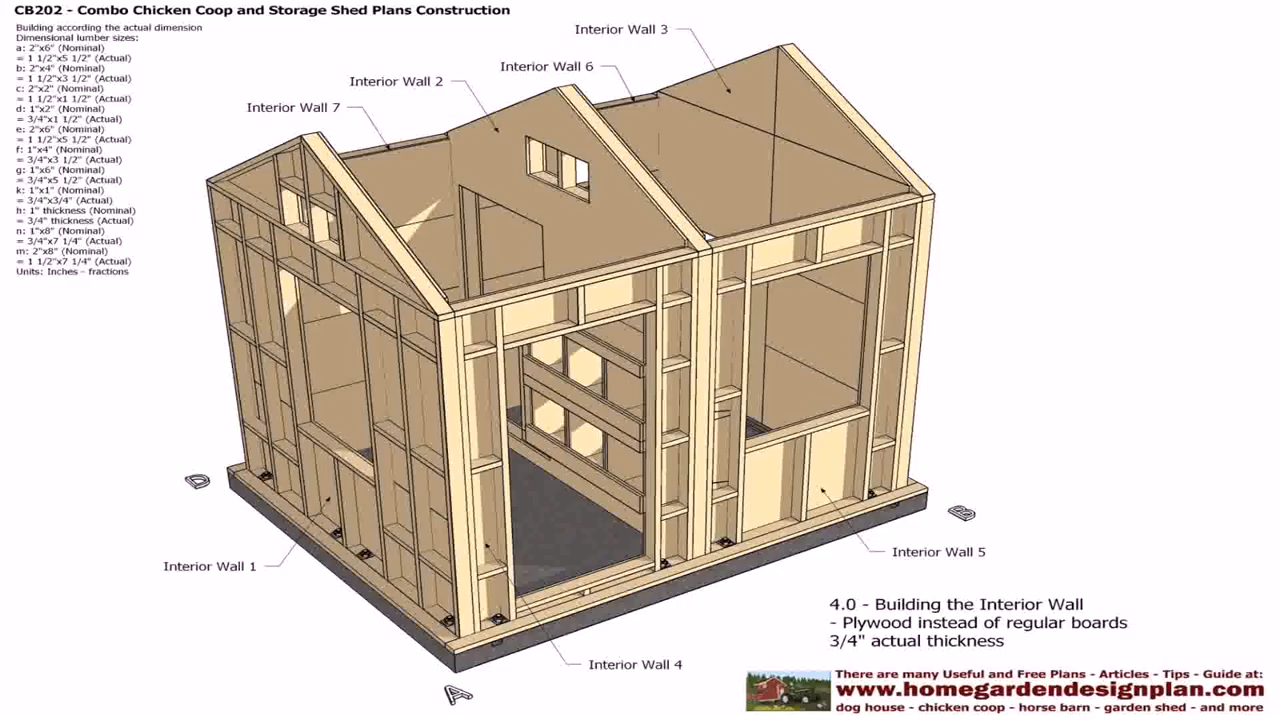 CB202 - Combo Chicken Coop and Storage Shed Plans Construction
Building according the actual dimension
Dimensional lumber sizes:
a: 2"x6" (Nominal)
= 1 1/2"x5 1/2" (Actual)
b: 2"x4" (Nominal)
= 1 1/2"x3 1/2" (Actual)
c: 2"x2" (Nominal)
= 1 1/2"x1 1/2" (Actual)
d: 1"x2" (Nominal)
= 3/4"x1 1/2" (Actual)
e: 2"x6" (Nominal)
= 1 1/2"x5 1/2" (Actual)
f: 1"x4" (Nominal)
= 3/4"x3 1/2" (Actual)
g: 1"x6" (Nominal)
= 3/4"x5 1/2" (Actual)
k: 1"x1" (Nominal)
= 3/4"x3/4" (Actual)
h: 1" thickness (Nominal)
= 3/4" thickness (Actual)
n: 1"x8" (Nominal)
= 3/4"x7 1/4" (Actual)
m: 2"x8" (Nominal)
= 1 1/2"x7 1/4" (Actual)
Units: Inches - fractions
Interior Wall 3
Interior Wall 6
Interior Wall 2
Interior Wall 7
D
B
Interior Wall 5
Interior Wall 1
Interior Wall 4
A
4.0 - Building the Interior Wall
- Plywood instead of regular boards
3/4" actual thickness
There are many Useful and Free Plans - Articles - Tips - Guide at:
www.homegardendesignplan.com
dog house - chicken coop - horse barn - garden shed - and more